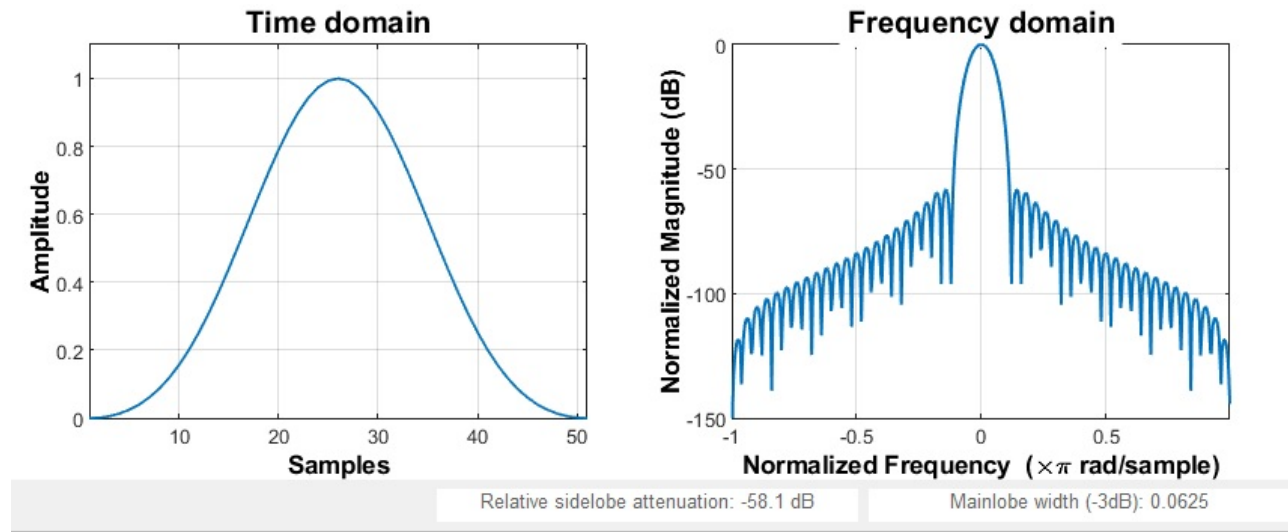 Time domain
Amplitude
1
0.8
0.6
0.4
0.2
0
10
20
30
40
50
Samples
Frequency domain
Normalized Magnitude (dB)
0
-50
-100
-150
-1
-0.5
0
0.5
Normalized Frequency (×π rad/sample)
Relative sidelobe attenuation: -58.1 dB
Mainlobe width (-3dB): 0.0625